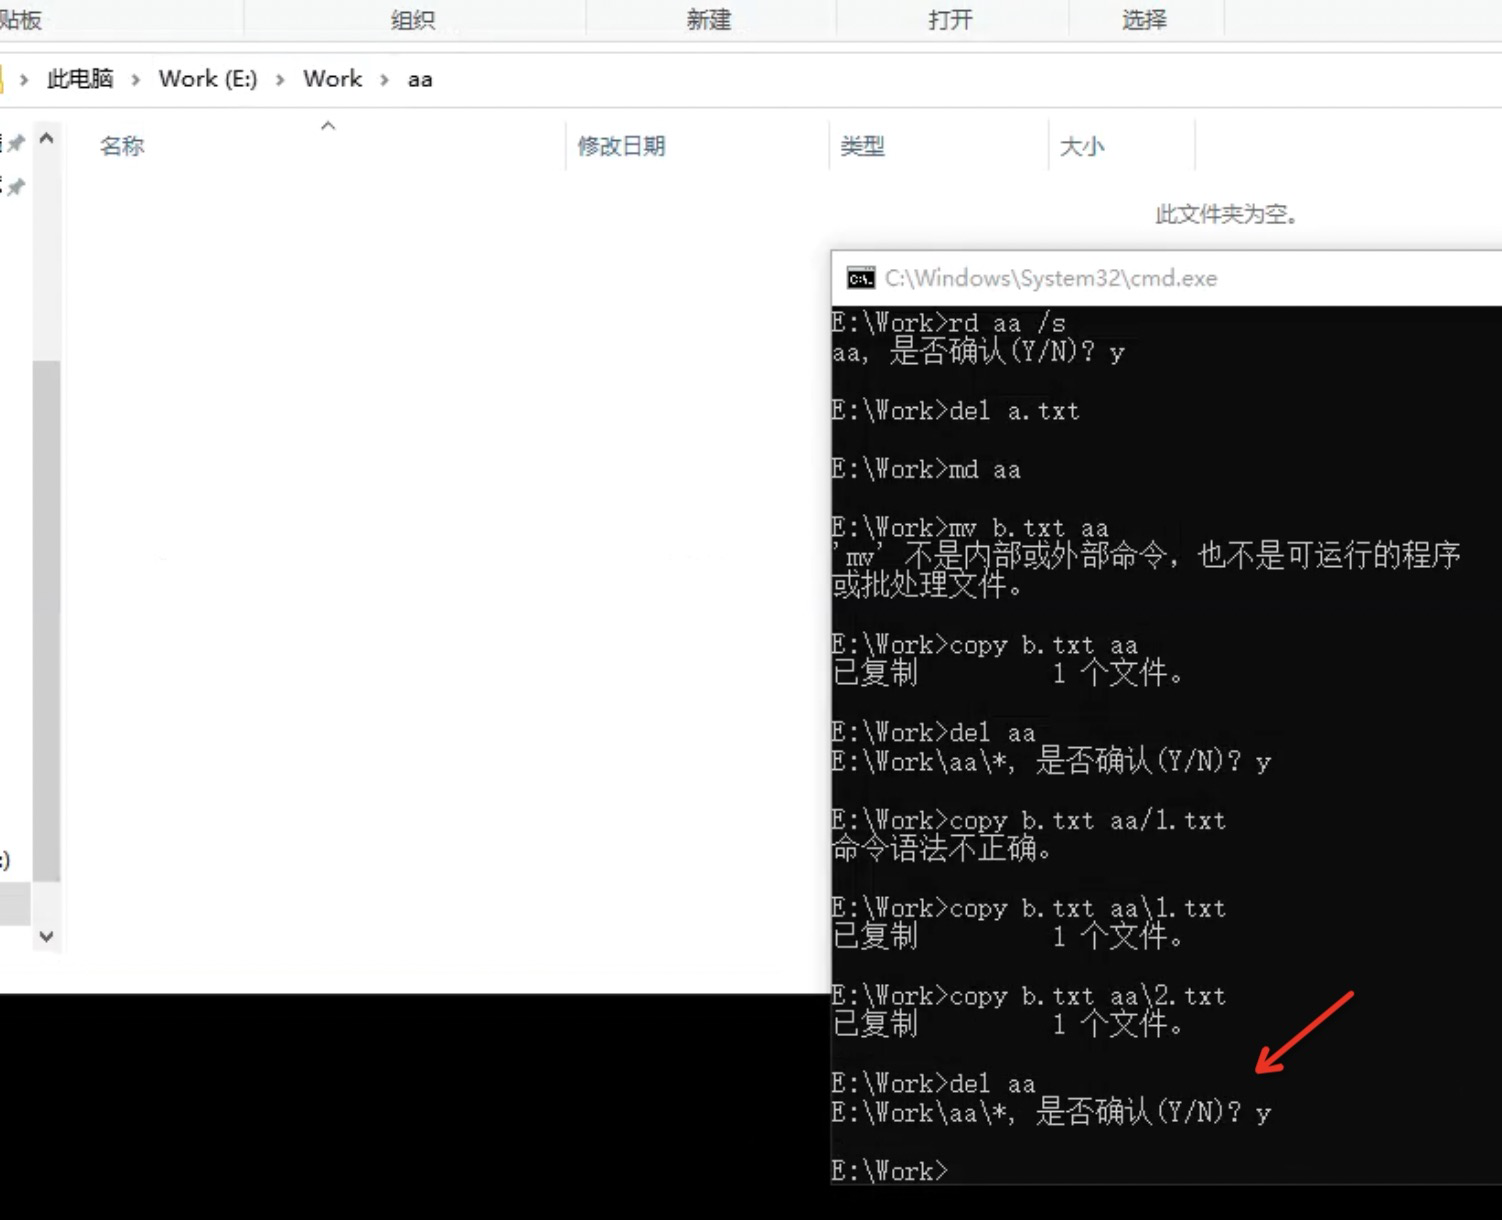 贴板 组织 新建 打开 选择
此电脑 › Work (E:) › Work › aa
名称 修改日期 类型 大小
此文件夹为空。
:)
C:\Windows\System32\cmd.exe
E:\Work>rd aa /s
aa, 是否确认(Y/N)? y
E:\Work>del a.txt
E:\Work>md aa
E:\Work>mv b.txt aa
'mv' 不是内部或外部命令，也不是可运行的程序
或批处理文件。
E:\Work>copy b.txt aa
已复制         1 个文件。
E:\Work>del aa
E:\Work\aa\*, 是否确认(Y/N)? y
E:\Work>copy b.txt aa/1.txt
命令语法不正确。
E:\Work>copy b.txt aa\1.txt
已复制         1 个文件。
E:\Work>copy b.txt aa\2.txt
已复制         1 个文件。
E:\Work>del aa
E:\Work\aa\*, 是否确认(Y/N)? y
E:\Work>